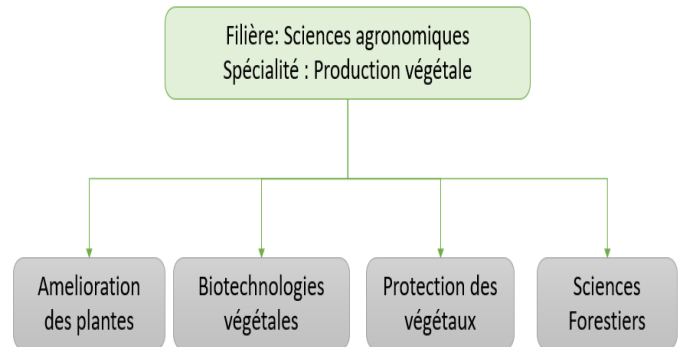 Filière: Sciences agronomiques
Spécialité : Production végétale
Amelioration
des plantes
Biotechnologies
végétales
Protection des
végétaux
Sciences
Forestiers